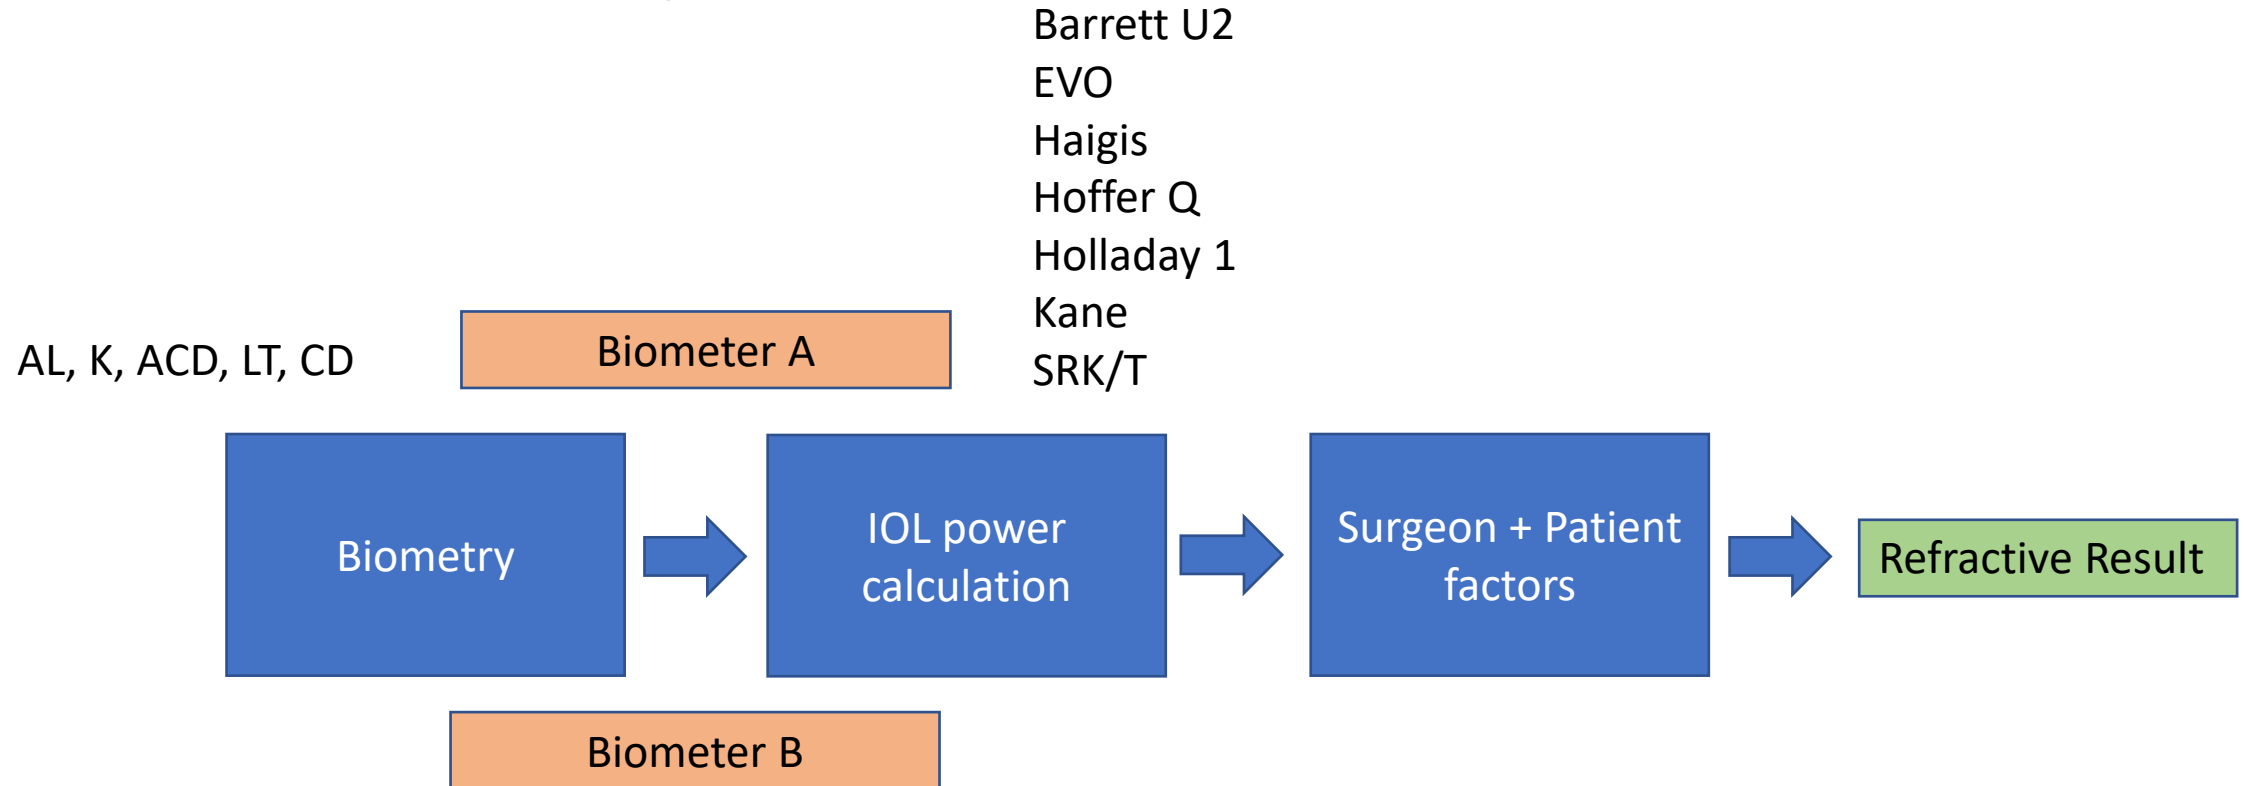 Barrett U2
EVO
Haigis
Hoffer Q
Holladay 1
Kane
SRK/T
AL, K, ACD, LT, CD
Biometer A
Biometry
IOL power
calculation
Surgeon + Patient
factors
Refractive Result
Biometer B